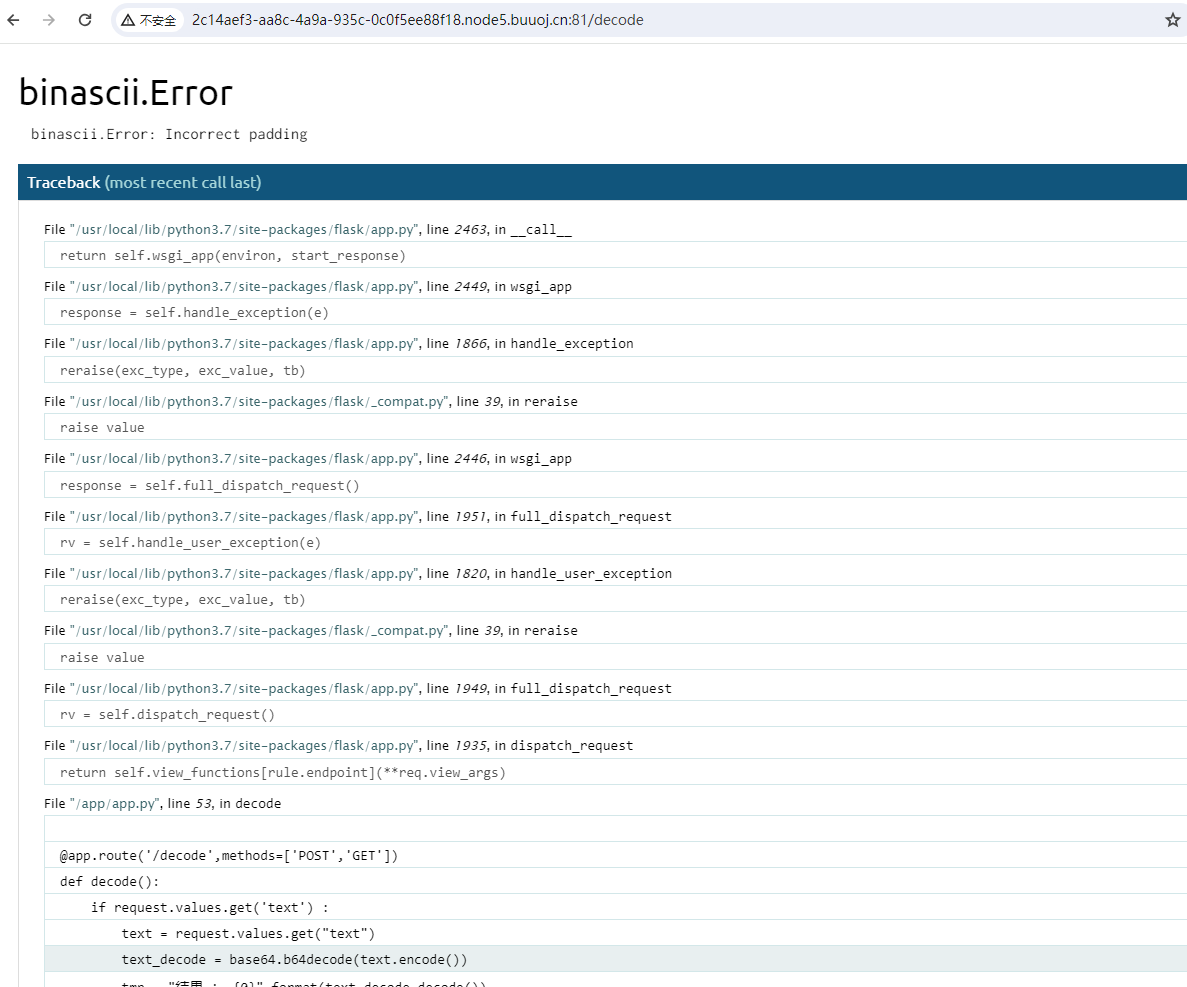 不安全 2c14aef3-aa8c-4a9a-935c-0c0f5ee88f18.node5.buuoj.cn:81/decode
binascii.Error
binascii.Error: Incorrect padding
Traceback (most recent call last)
File "/usr/local/lib/python3.7/site-packages/flask/app.py", line 2463, in __call__
return self.wsgi_app(environ, start_response)
File "/usr/local/lib/python3.7/site-packages/flask/app.py", line 2449, in wsgi_app
response = self.handle_exception(e)
File "/usr/local/lib/python3.7/site-packages/flask/app.py", line 1866, in handle_exception
reraise(exc_type, exc_value, tb)
File "/usr/local/lib/python3.7/site-packages/flask/_compat.py", line 39, in reraise
raise value
File "/usr/local/lib/python3.7/site-packages/flask/app.py", line 2446, in wsgi_app
response = self.full_dispatch_request()
File "/usr/local/lib/python3.7/site-packages/flask/app.py", line 1951, in full_dispatch_request
rv = self.handle_user_exception(e)
File "/usr/local/lib/python3.7/site-packages/flask/app.py", line 1820, in handle_user_exception
reraise(exc_type, exc_value, tb)
File "/usr/local/lib/python3.7/site-packages/flask/_compat.py", line 39, in reraise
raise value
File "/usr/local/lib/python3.7/site-packages/flask/app.py", line 1949, in full_dispatch_request
rv = self.dispatch_request()
File "/usr/local/lib/python3.7/site-packages/flask/app.py", line 1935, in dispatch_request
return self.view_functions[rule.endpoint](**req.view_args)
File "/app/app.py", line 53, in decode
@app.route('/decode',methods=['POST','GET'])
def decode():
if request.values.get('text') :
text = request.values.get("text")
text_decode = base64.b64decode(text.encode())
tmp = "结果 : {0}".format(text_decode.decode())